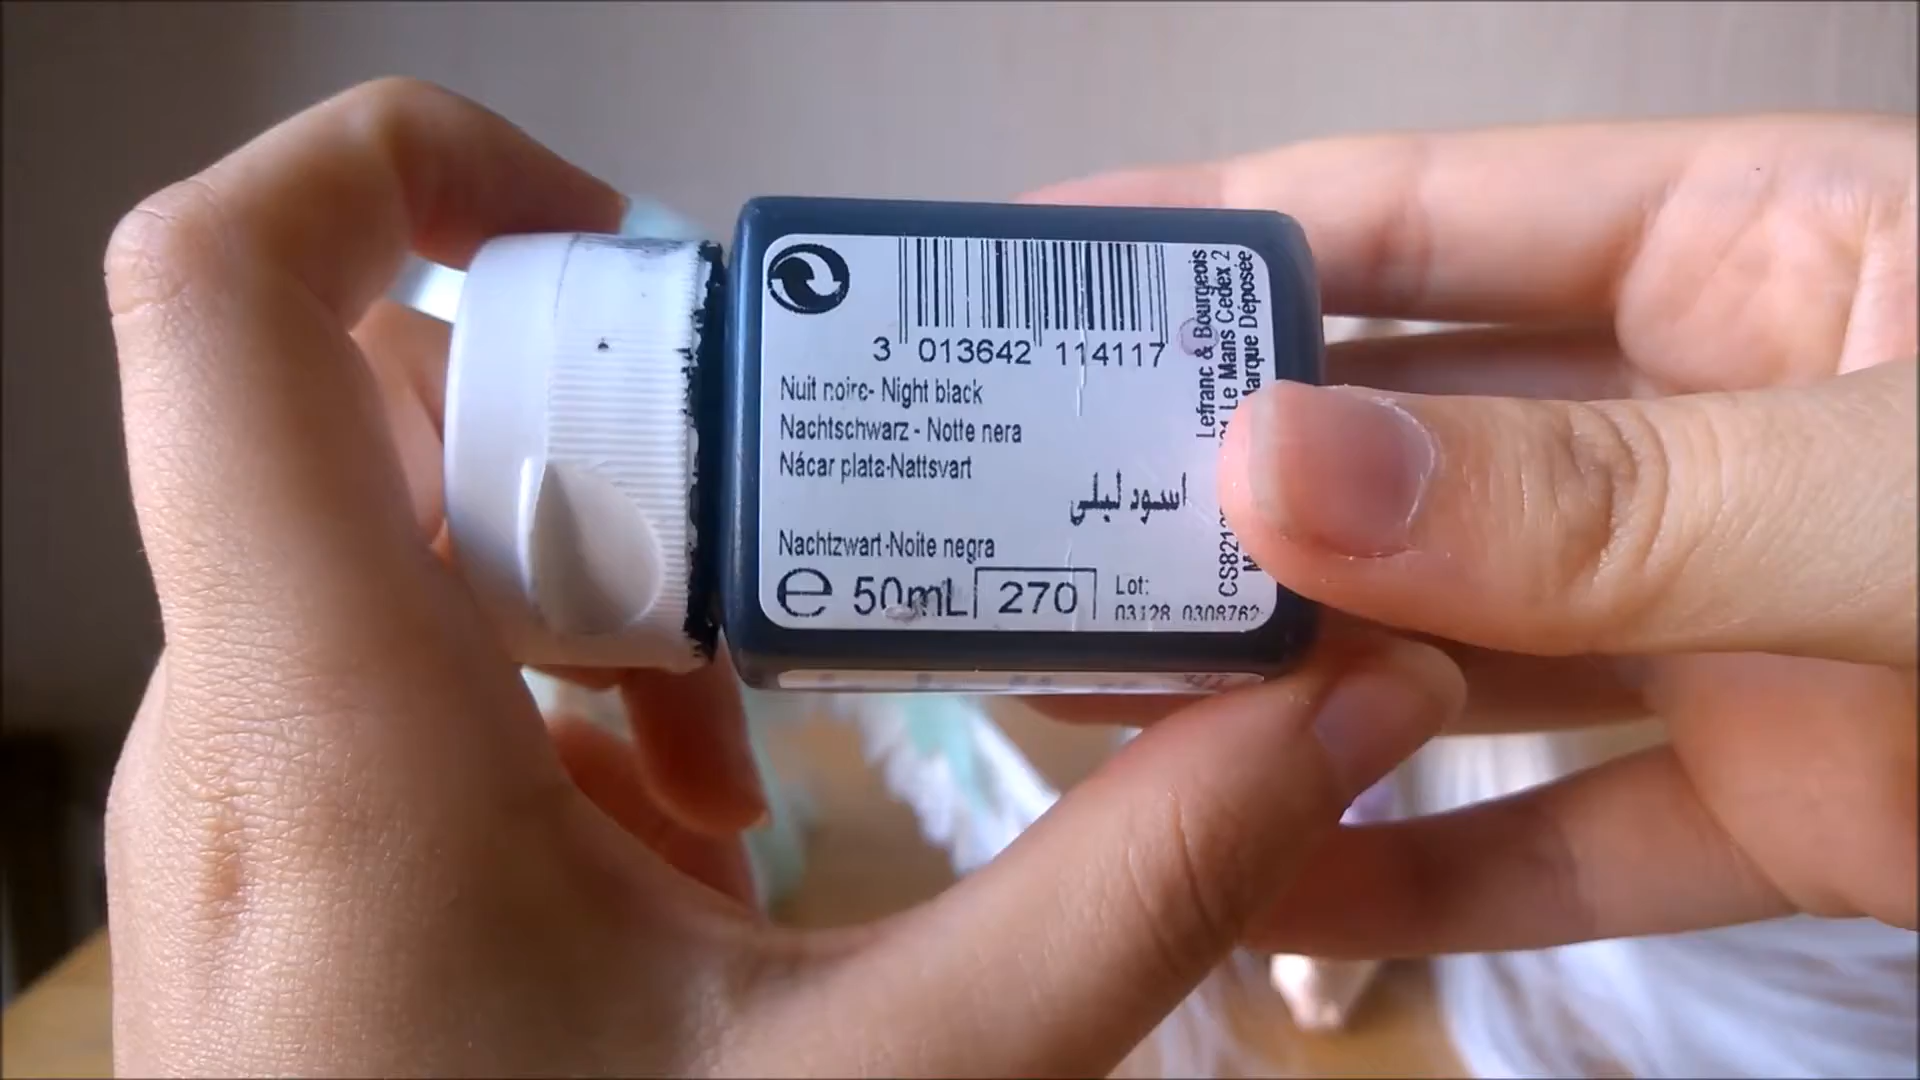 3 013642 114117
Nuit noire- Night black
Nachtschwarz - Notte nera
Nácar plata-Nattsvart
اسود ليلى
Nachtzwart-Noite negra
e 50mL 270 Lot:
03128 0308762
Lefranc & Bourgeois
Le Mans Cedex 2
Marque Déposée